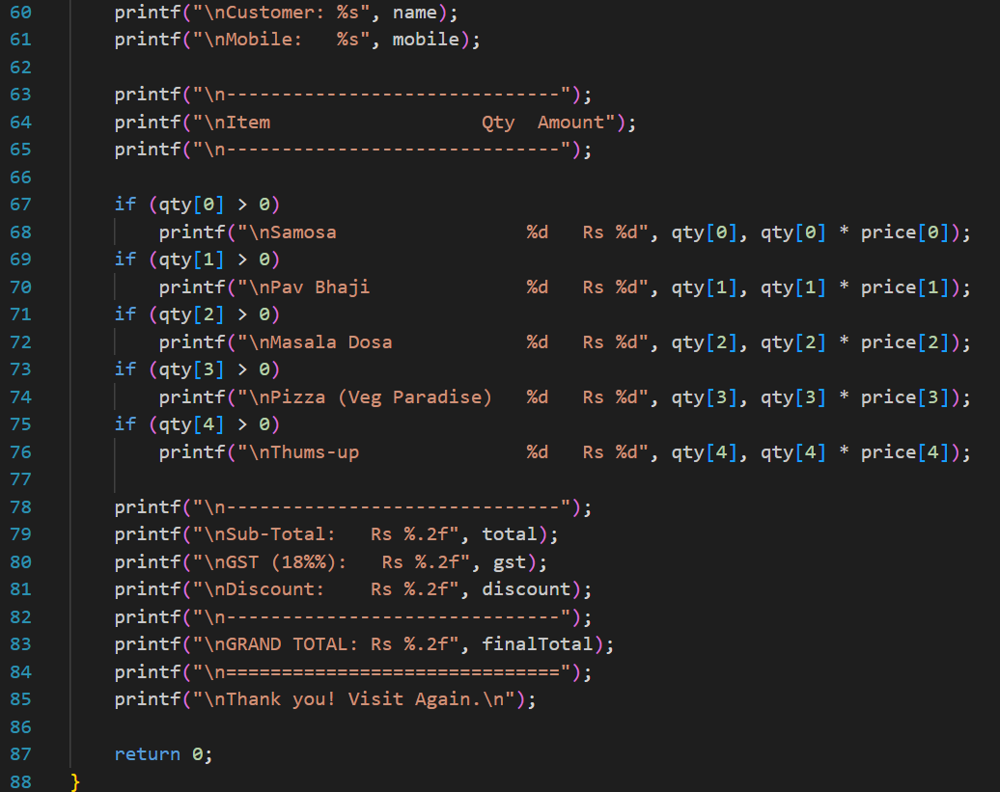 60 printf("\nCustomer: %s", name);
61 printf("\nMobile:   %s", mobile);
62
63 printf("\n------------------------------");
64 printf("\nItem                   Qty  Amount");
65 printf("\n------------------------------");
66
67 if (qty[0] > 0)
68     printf("\nSamosa                 %d   Rs %d", qty[0], qty[0] * price[0]);
69 if (qty[1] > 0)
70     printf("\nPav Bhaji              %d   Rs %d", qty[1], qty[1] * price[1]);
71 if (qty[2] > 0)
72     printf("\nMasala Dosa            %d   Rs %d", qty[2], qty[2] * price[2]);
73 if (qty[3] > 0)
74     printf("\nPizza (Veg Paradise)   %d   Rs %d", qty[3], qty[3] * price[3]);
75 if (qty[4] > 0)
76     printf("\nThums-up               %d   Rs %d", qty[4], qty[4] * price[4]);
77
78 printf("\n------------------------------");
79 printf("\nSub-Total:   Rs %.2f", total);
80 printf("\nGST (18%%):   Rs %.2f", gst);
81 printf("\nDiscount:    Rs %.2f", discount);
82 printf("\n------------------------------");
83 printf("\nGRAND TOTAL: Rs %.2f", finalTotal);
84 printf("\n==============================");
85 printf("\nThank you! Visit Again.\n");
86
87 return 0;
88 }